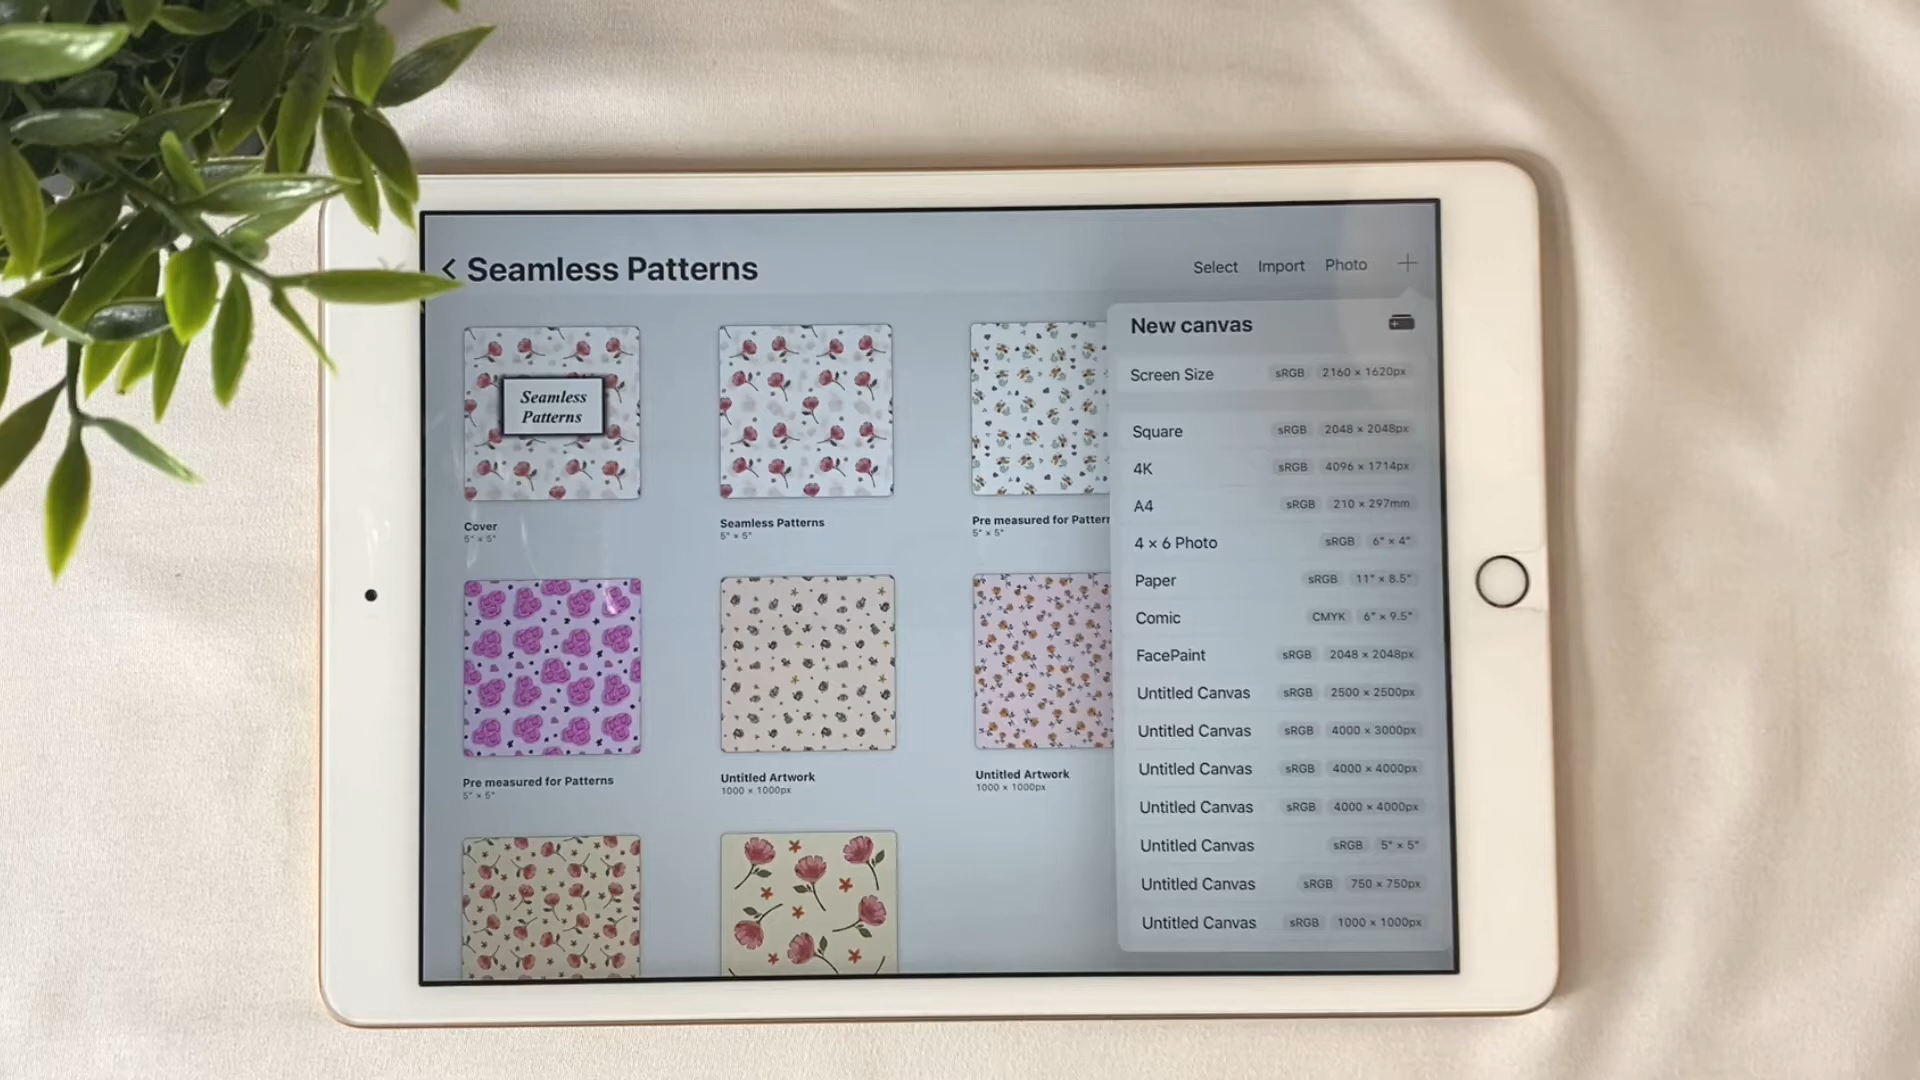 Seamless Patterns
Select Import Photo
New canvas
Screen Size sRGB 2160 × 1620px
Square sRGB 2048 × 2048px
4K sRGB 4096 × 1714px
A4 sRGB 210 × 297mm
4 × 6 Photo sRGB 6" × 4"
Paper sRGB 11" × 8.5"
Comic CMYK 6" × 9.5"
FacePaint sRGB 2048 × 2048px
Untitled Canvas sRGB 2500 × 2500px
Untitled Canvas sRGB 4000 × 3000px
Untitled Canvas sRGB 4000 × 4000px
Untitled Canvas sRGB 4000 × 4000px
Untitled Canvas sRGB 5" × 5"
Untitled Canvas sRGB 750 × 750px
Untitled Canvas sRGB 1000 × 1000px
Seamless
Patterns
Cover
5" × 5"
Seamless Patterns
5" × 5"
Pre measured for Pattern
5" × 5"
Pre measured for Patterns
5" × 5"
Untitled Artwork
1000 × 1000px
Untitled Artwork
1000 × 1000px